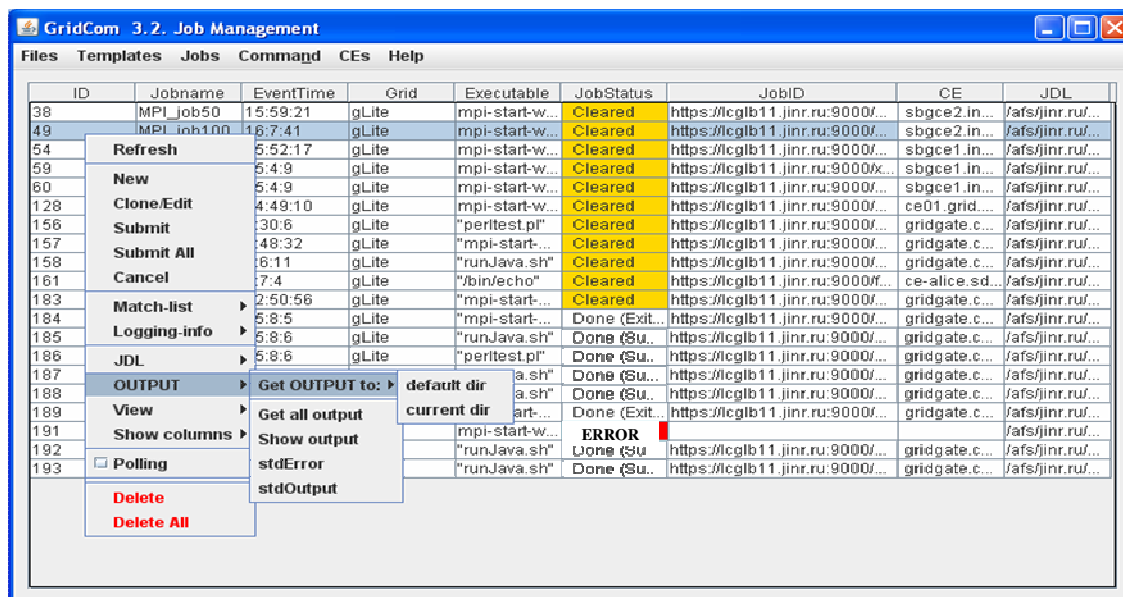 GridCom 3.2. Job Management
Files Templates Jobs Command CEs Help
ID Jobname EventTime Grid Executable JobStatus JobID CE JDL
38 MPI_job50 15:59:21 gLite mpi-start-w... Cleared https://lcglb11.jinr.ru:9000/... sbgce2.in... /afs/jinr.ru/...
49 MPI_job100 16:7:41 gLite mpi-start-w... Cleared https://lcglb11.jinr.ru:9000/... sbgce2.in... /afs/jinr.ru/...
54 5:52:17 gLite mpi-start-w... Cleared https://lcglb11.jinr.ru:9000/... sbgce1.in... /afs/jinr.ru/...
59 5:4:9 gLite mpi-start-w... Cleared https://lcglb11.jinr.ru:9000/x... sbgce1.in... /afs/jinr.ru/...
60 5:4:9 gLite mpi-start-w... Cleared https://lcglb11.jinr.ru:9000/... sbgce1.in... /afs/jinr.ru/...
128 4:49:10 gLite mpi-start-w... Cleared https://lcglb11.jinr.ru:9000/... ce01.grid.... /afs/jinr.ru/...
156 :30:6 gLite "perltest.pl" Cleared https://lcglb11.jinr.ru:9000/... gridgate.c... /afs/jinr.ru/...
157 :48:32 gLite "mpi-start-... Cleared https://lcglb11.jinr.ru:9000/... gridgate.c... /afs/jinr.ru/...
158 :6:11 gLite "runJava.sh" Cleared https://lcglb11.jinr.ru:9000/... gridgate.c... /afs/jinr.ru/...
161 :7:4 gLite "/bin/echo" Cleared https://lcglb11.jinr.ru:9000/f... ce-alice.sd... /afs/jinr.ru/...
183 2:50:56 gLite "mpi-start-... Cleared https://lcglb11.jinr.ru:9000/... gridgate.c... /afs/jinr.ru/...
184 5:8:5 gLite "mpi-start-... Done (Exit... https://lcglb11.jinr.ru:9000/... gridgate.c... /afs/jinr.ru/...
185 5:8:6 gLite "runJava.sh" Done (Su... https://lcglb11.jinr.ru:9000/... gridgate.c... /afs/jinr.ru/...
186 5:8:6 gLite "perltest.pl" Done (Su... https://lcglb11.jinr.ru:9000/... gridgate.c... /afs/jinr.ru/...
187 a.sh" Done (Su... https://lcglb11.jinr.ru:9000/... gridgate.c... /afs/jinr.ru/...
188 a.sh" Done (Su... https://lcglb11.jinr.ru:9000/... gridgate.c... /afs/jinr.ru/...
189 art-... Done (Exit... https://lcglb11.jinr.ru:9000/... gridgate.c... /afs/jinr.ru/...
191 mpi-start-w... ERROR /afs/jinr.ru/...
192 "runJava.sh" Done (Su https://lcglb11.jinr.ru:9000/... gridgate.c... /afs/jinr.ru/...
193 "runJava.sh" Done (Su... https://lcglb11.jinr.ru:9000/... gridgate.c... /afs/jinr.ru/...
Refresh
New
Clone/Edit
Submit
Submit All
Cancel
Match-list
Logging-info
JDL
OUTPUT
View
Show columns
Polling
Delete
Delete All
Get OUTPUT to:
Get all output
Show output
stdError
stdOutput
default dir
current dir